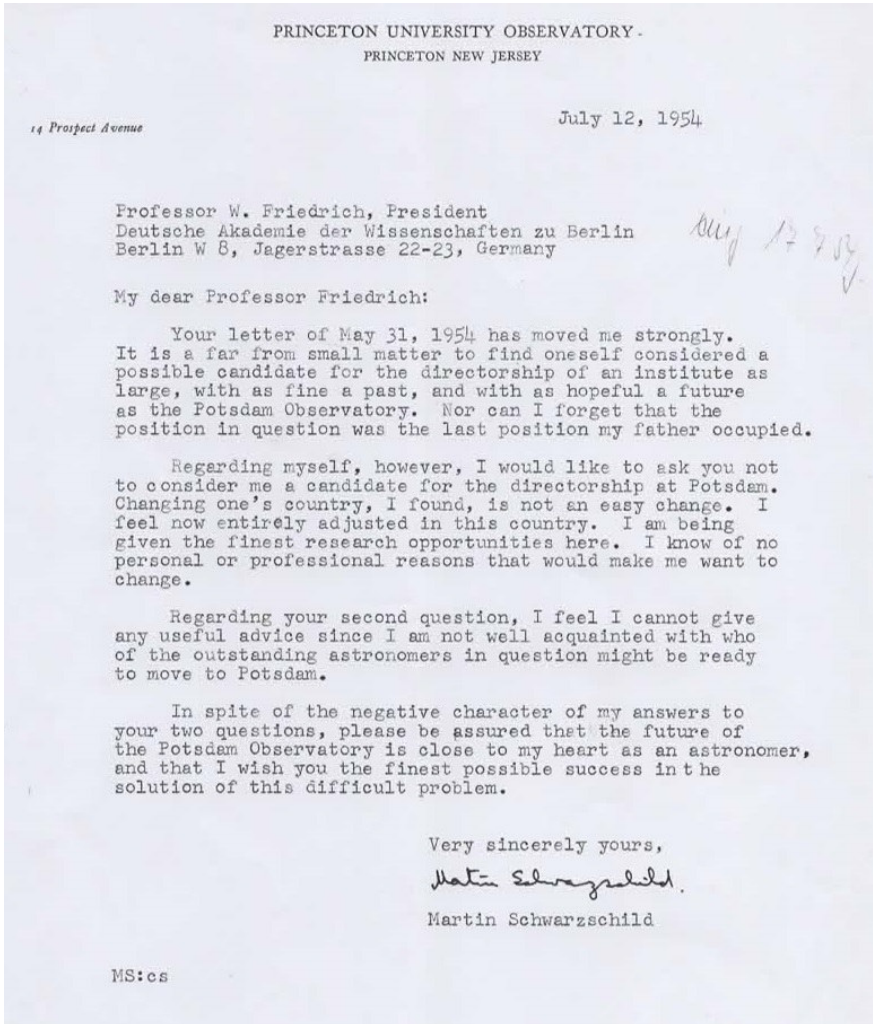 PRINCETON UNIVERSITY OBSERVATORY
PRINCETON NEW JERSEY
14 Prospect Avenue
July 12, 1954
Professor W. Friedrich, President
Deutsche Akademie der Wissenschaften zu Berlin
Berlin W 8, Jagerstrasse 22-23, Germany
17 7 54
My dear Professor Friedrich:
Your letter of May 31, 1954 has moved me strongly.
It is a far from small matter to find oneself considered a
possible candidate for the directorship of an institute as
large, with as fine a past, and with as hopeful a future
as the Potsdam Observatory. Nor can I forget that the
position in question was the last position my father occupied.
Regarding myself, however, I would like to ask you not
to consider me a candidate for the directorship at Potsdam.
Changing one's country, I found, is not an easy change. I
feel now entirely adjusted in this country. I am being
given the finest research opportunities here. I know of no
personal or professional reasons that would make me want to
change.
Regarding your second question, I feel I cannot give
any useful advice since I am not well acquainted with who
of the outstanding astronomers in question might be ready
to move to Potsdam.
In spite of the negative character of my answers to
your two questions, please be assured that the future of
the Potsdam Observatory is close to my heart as an astronomer,
and that I wish you the finest possible success in the
solution of this difficult problem.
Very sincerely yours,
Martin Schwarzschild.
Martin Schwarzschild
MS:cs